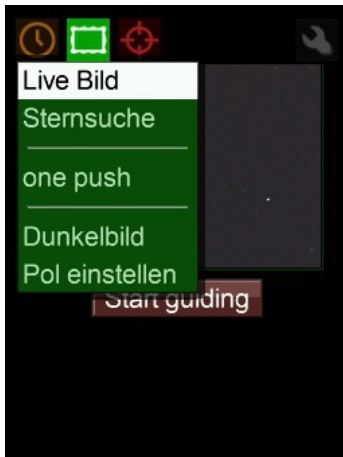 Live Bild
Sternsuche
one push
Dunkelbild
Pol einstellen
Start guiding